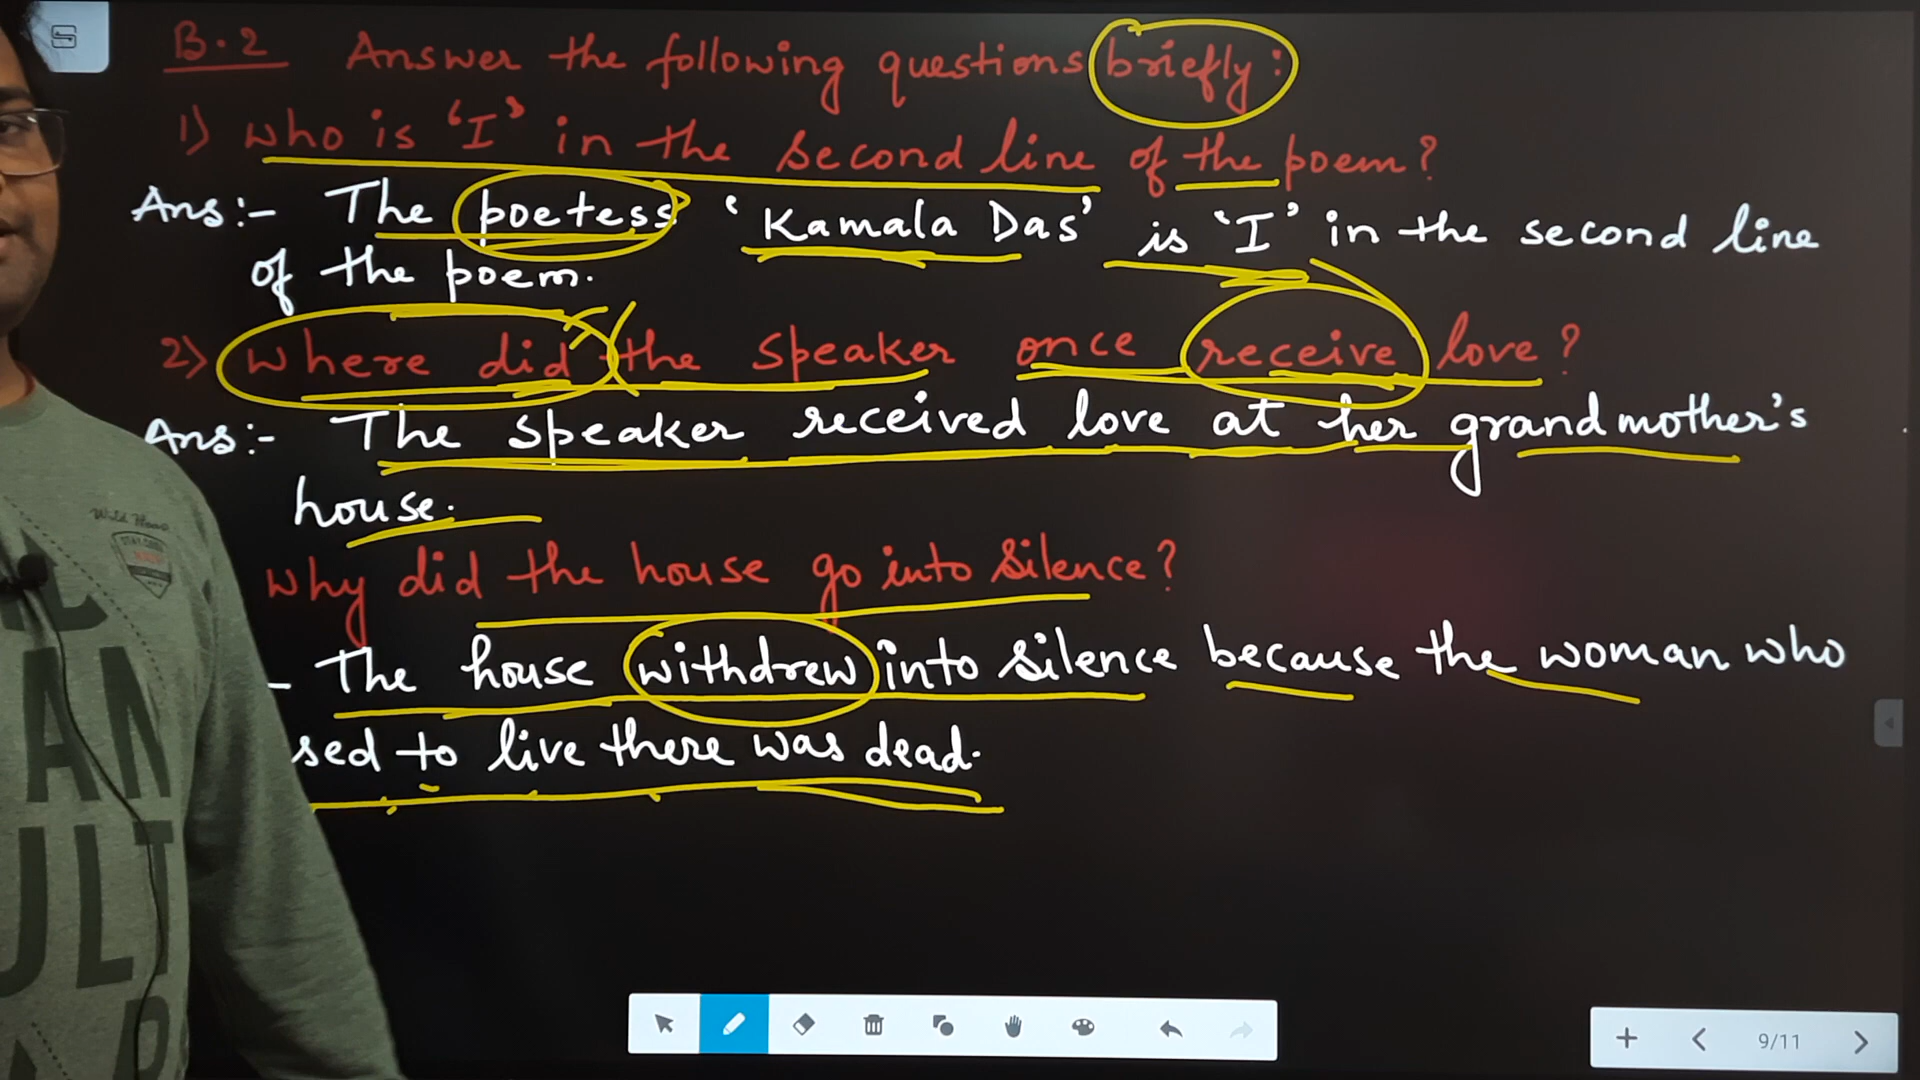 B.2 Answer the following questions briefly:
1) who is 'I' in the second line of the poem?
Ans:- The poetess 'Kamala Das' is 'I' in the second line
of the poem.
2) where did the speaker once receive love?
Ans:- The speaker received love at her grandmother's
house.
why did the house go into silence?
- The house withdrew into silence because the woman who
sed to live there was dead.
9/11